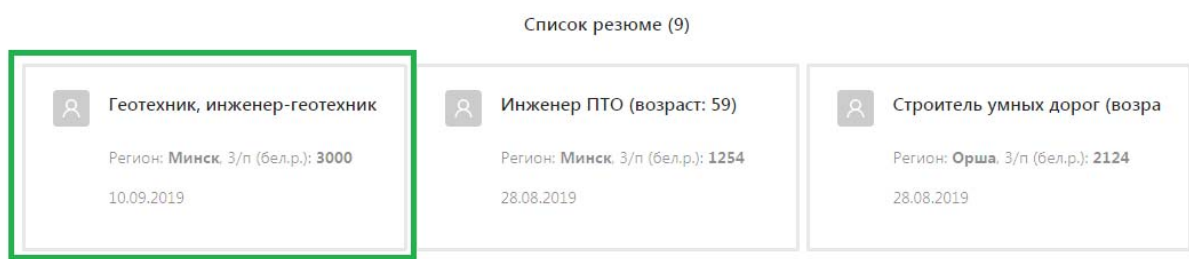 Список резюме (9)
Геотехник, инженер-геотехник
Регион: Минск, З/п (бел.р.): 3000
10.09.2019
Инженер ПТО (возраст: 59)
Регион: Минск, З/п (бел.р.): 1254
28.08.2019
Строитель умных дорог (возра
Регион: Орша, З/п (бел.р.): 2124
28.08.2019